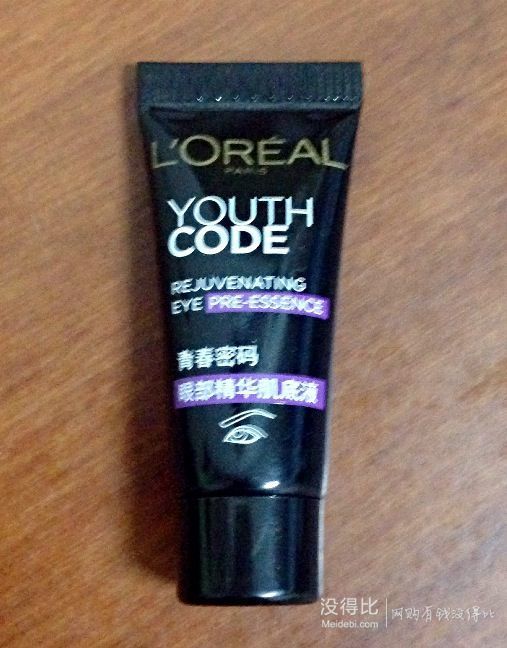 L'ORÉAL
PARIS
YOUTH
CODE
REJUVENATING
EYE PRE-ESSENCE
青春密码
眼部精华肌底液
没得比
Meidebi.com
网购有钱没得比